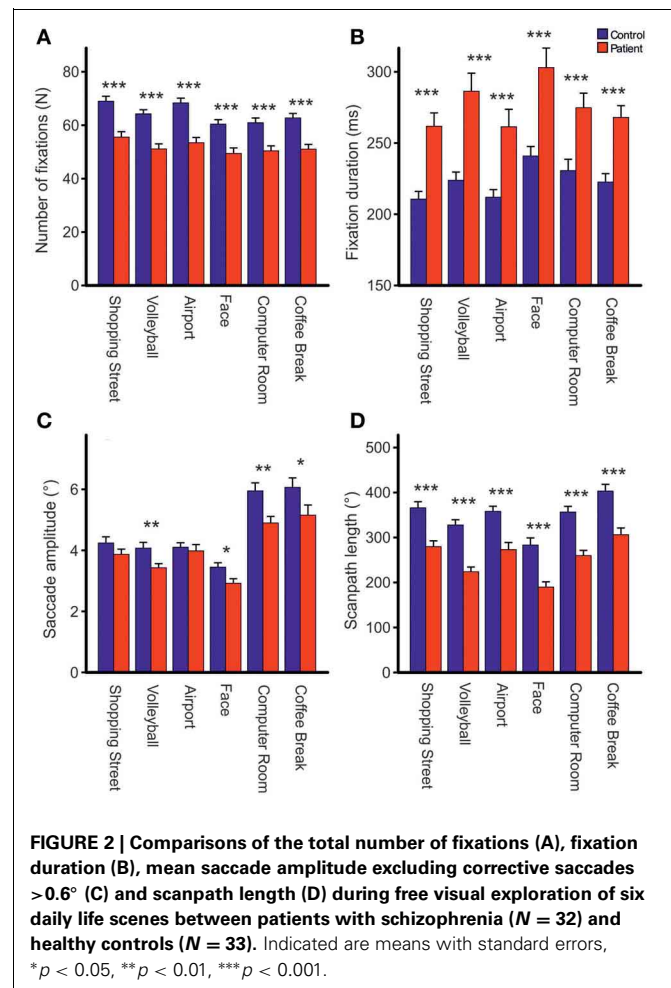 A
Number of fixations (N)
80
60
40
20
0
*** *** *** *** *** ***
Shopping Street
Volleyball
Airport
Face
Computer Room
Coffee Break
B
Control
Patient
Fixation duration (ms)
300
250
200
150
*** *** *** *** *** ***
Shopping Street
Volleyball
Airport
Face
Computer Room
Coffee Break
C
Saccade amplitude (°)
6
4
2
0
** * ** *
Shopping Street
Volleyball
Airport
Face
Computer Room
Coffee Break
D
Scanpath length (°)
500
400
300
200
100
0
*** *** *** *** *** ***
Shopping Street
Volleyball
Airport
Face
Computer Room
Coffee Break
FIGURE 2 | Comparisons of the total number of fixations (A), fixation
duration (B), mean saccade amplitude excluding corrective saccades
>0.6° (C) and scanpath length (D) during free visual exploration of six
daily life scenes between patients with schizophrenia (N = 32) and
healthy controls (N = 33). Indicated are means with standard errors,
*p < 0.05, **p < 0.01, ***p < 0.001.